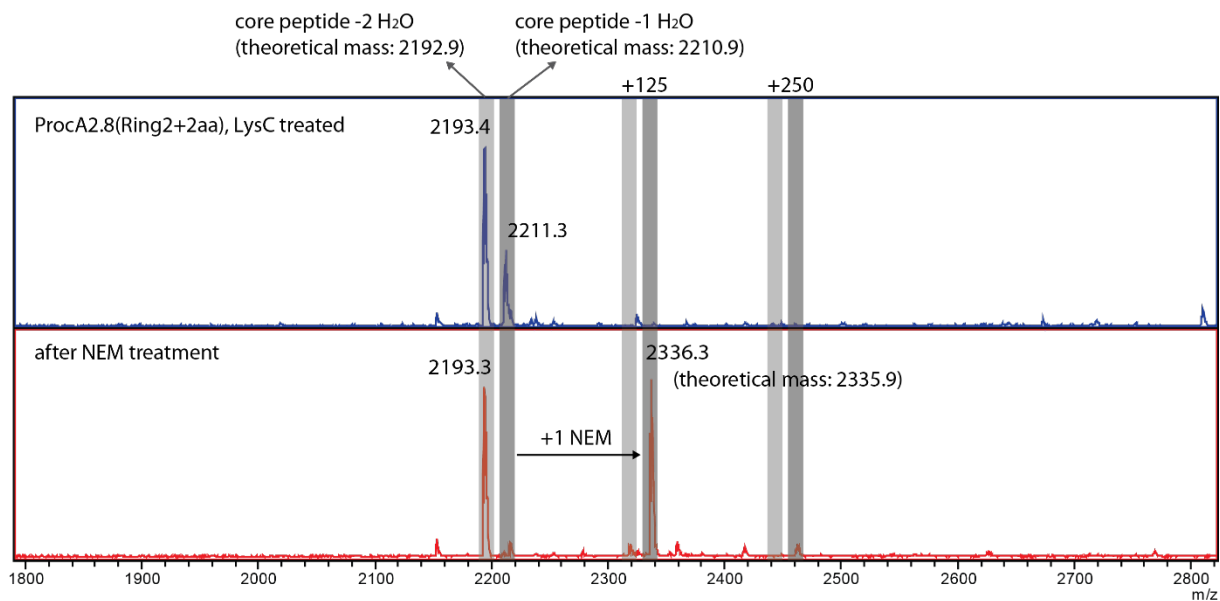 core peptide -2 H₂O
(theoretical mass: 2192.9)
core peptide -1 H₂O
(theoretical mass: 2210.9)
+125
+250
ProcA2.8(Ring2+2aa), LysC treated
2193.4
2211.3
after NEM treatment
2193.3
2336.3
(theoretical mass: 2335.9)
+1 NEM
1800 1900 2000 2100 2200 2300 2400 2500 2600 2700 2800
m/z